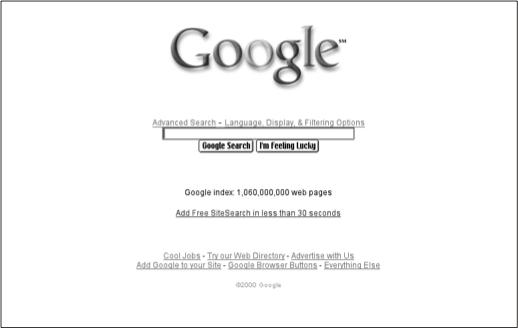 Google℠
Advanced Search - Language, Display, & Filtering Options
Google Search I'm Feeling Lucky
Google index: 1,060,000,000 web pages
Add Free SiteSearch in less than 30 seconds
Cool Jobs - Try our Web Directory - Advertise with Us
Add Google to your Site - Google Browser Buttons - Everything Else
©2000 Google